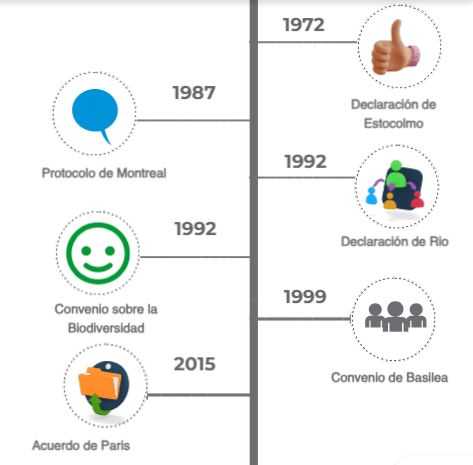 1972
Declaración de
Estocolmo
1987
Protocolo de Montreal
1992
Declaración de Rio
1992
Convenio sobre la
Biodiversidad
1999
Convenio de Basilea
2015
Acuerdo de Paris